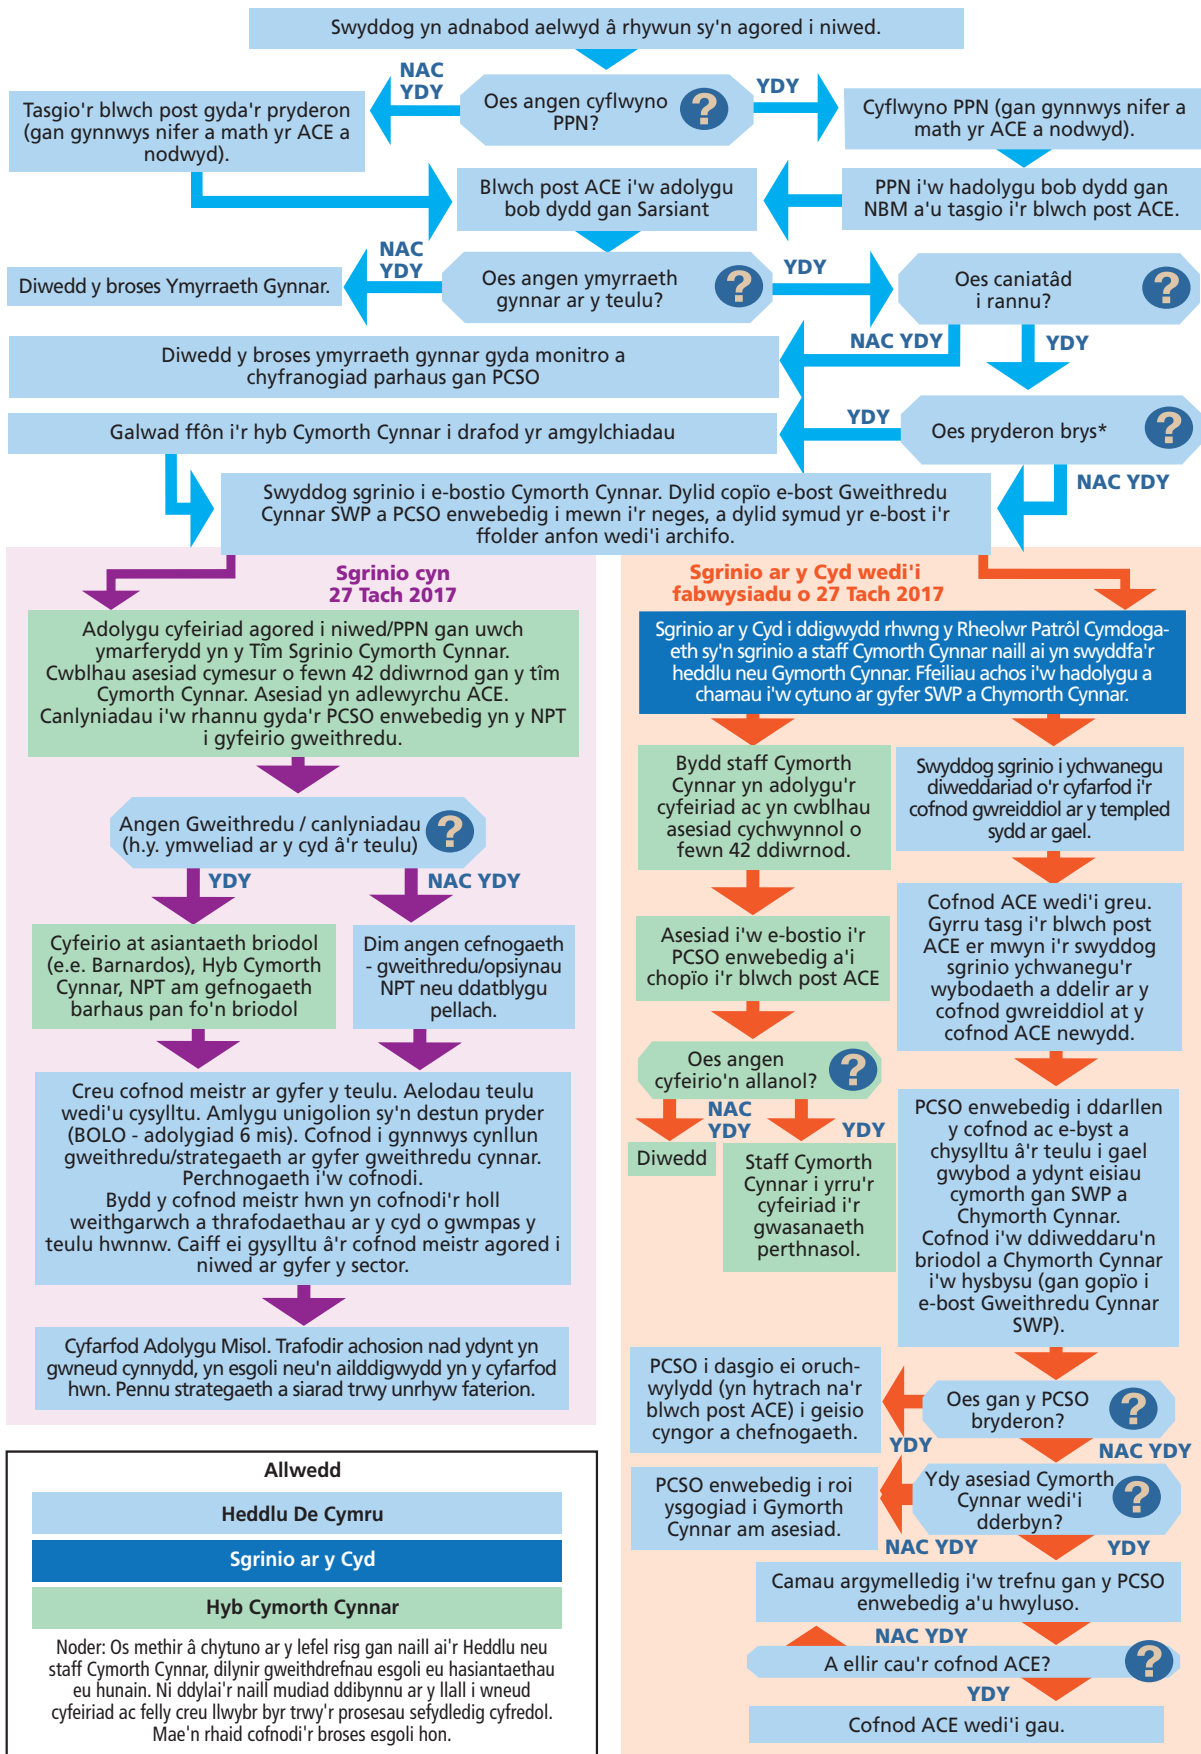 Swyddog yn adnabod aelwyd â rhywun sy'n agored i niwed.
NAC
YDY
Oes angen cyflwyno
PPN?
?
YDY
Tasgio'r blwch post gyda'r pryderon
(gan gynnwys nifer a math yr ACE a
nodwyd).
Cyflwyno PPN (gan gynnwys nifer a
math yr ACE a nodwyd).
Blwch post ACE i'w adolygu
bob dydd gan Sarsiant
PPN i'w hadolygu bob dydd gan
NBM a'u tasgio i'r blwch post ACE.
NAC
YDY
Diwedd y broses Ymyrraeth Gynnar.
Oes angen ymyrraeth
gynnar ar y teulu?
?
YDY
Oes caniatâd
i rannu?
?
NAC YDY
YDY
Diwedd y broses ymyrraeth gynnar gyda monitro a
chyfranogiad parhaus gan PCSO
YDY
Galwad ffôn i'r hyb Cymorth Cynnar i drafod yr amgylchiadau
Oes pryderon brys*
?
NAC YDY
Swyddog sgrinio i e-bostio Cymorth Cynnar. Dylid copïo e-bost Gweithredu
Cynnar SWP a PCSO enwebedig i mewn i'r neges, a dylid symud yr e-bost i'r
ffolder anfon wedi'i archifo.
Sgrinio cyn
27 Tach 2017
Adolygu cyfeiriad agored i niwed/PPN gan uwch
ymarferydd yn y Tîm Sgrinio Cymorth Cynnar.
Cwblhau asesiad cymesur o fewn 42 ddiwrnod gan y tîm
Cymorth Cynnar. Asesiad yn adlewyrchu ACE.
Canlyniadau i'w rhannu gyda'r PCSO enwebedig yn y NPT
i gyfeirio gweithredu.
Angen Gweithredu / canlyniadau
(h.y. ymweliad ar y cyd â'r teulu)
?
YDY
NAC YDY
Cyfeirio at asiantaeth briodol
(e.e. Barnardos), Hyb Cymorth
Cynnar, NPT am gefnogaeth
barhaus pan fo'n briodol
Dim angen cefnogaeth
- gweithredu/opsiynau
NPT neu ddatblygu
pellach.
Creu cofnod meistr ar gyfer y teulu. Aelodau teulu
wedi'u cysylltu. Amlygu unigolion sy'n destun pryder
(BOLO - adolygiad 6 mis). Cofnod i gynnwys cynllun
gweithredu/strategaeth ar gyfer gweithredu cynnar.
Perchnogaeth i'w cofnodi.
Bydd y cofnod meistr hwn yn cofnodi'r holl
weithgarwch a thrafodaethau ar y cyd o gwmpas y
teulu hwnnw. Caiff ei gysylltu â'r cofnod meistr agored i
niwed ar gyfer y sector.
Cyfarfod Adolygu Misol. Trafodir achosion nad ydynt yn
gwneud cynnydd, yn esgoli neu'n ailddigwydd yn y cyfarfod
hwn. Pennu strategaeth a siarad trwy unrhyw faterion.
Sgrinio ar y Cyd wedi'i
fabwysiadu o 27 Tach 2017
Sgrinio ar y Cyd i ddigwydd rhwng y Rheolwr Patrôl Cymdoga-
eth sy'n sgrinio a staff Cymorth Cynnar naill ai yn swyddfa'r
heddlu neu Gymorth Cynnar. Ffeiliau achos i'w hadolygu a
chamau i'w cytuno ar gyfer SWP a Chymorth Cynnar.
Bydd staff Cymorth
Cynnar yn adolygu'r
cyfeiriad ac yn cwblhau
asesiad cychwynnol o
fewn 42 ddiwrnod.
Asesiad i'w e-bostio i'r
PCSO enwebedig a'i
chopïo i'r blwch post ACE
Oes angen
cyfeirio'n allanol?
?
NAC
YDY
YDY
Diwedd
Staff Cymorth
Cynnar i yrru'r
cyfeiriad i'r
gwasanaeth
perthnasol.
Swyddog sgrinio i ychwanegu
diweddariad o'r cyfarfod i'r
cofnod gwreiddiol ar y templed
sydd ar gael.
Cofnod ACE wedi'i greu.
Gyrru tasg i'r blwch post
ACE er mwyn i'r swyddog
sgrinio ychwanegu'r
wybodaeth a ddelir ar y
cofnod gwreiddiol at y
cofnod ACE newydd.
PCSO enwebedig i ddarllen
y cofnod ac e-byst a
chysylltu â'r teulu i gael
gwybod a ydynt eisiau
cymorth gan SWP a
Chymorth Cynnar.
Cofnod i'w ddiweddaru'n
briodol a Chymorth Cynnar
i'w hysbysu (gan gopïo i
e-bost Gweithredu Cynnar
SWP).
PCSO i dasgio ei oruch-
wylydd (yn hytrach na'r
blwch post ACE) i geisio
cyngor a chefnogaeth.
Oes gan y PCSO
bryderon?
?
YDY
NAC YDY
PCSO enwebedig i roi
ysgogiad i Gymorth
Cynnar am asesiad.
Ydy asesiad Cymorth
Cynnar wedi'i
dderbyn?
?
NAC YDY
YDY
Camau argymelledig i'w trefnu gan y PCSO
enwebedig a'u hwyluso.
NAC YDY
A ellir cau'r cofnod ACE?
?
YDY
Cofnod ACE wedi'i gau.
Allwedd
Heddlu De Cymru
Sgrinio ar y Cyd
Hyb Cymorth Cynnar
Noder: Os methir â chytuno ar y lefel risg gan naill ai'r Heddlu neu
staff Cymorth Cynnar, dilynir gweithdrefnau esgoli eu hasiantaethau
eu hunain. Ni ddylai'r naill mudiad ddibynnu ar y llall i wneud
cyfeiriad ac felly creu llwybr byr trwy'r prosesau sefydledig cyfredol.
Mae'n rhaid cofnodi'r broses esgoli hon.